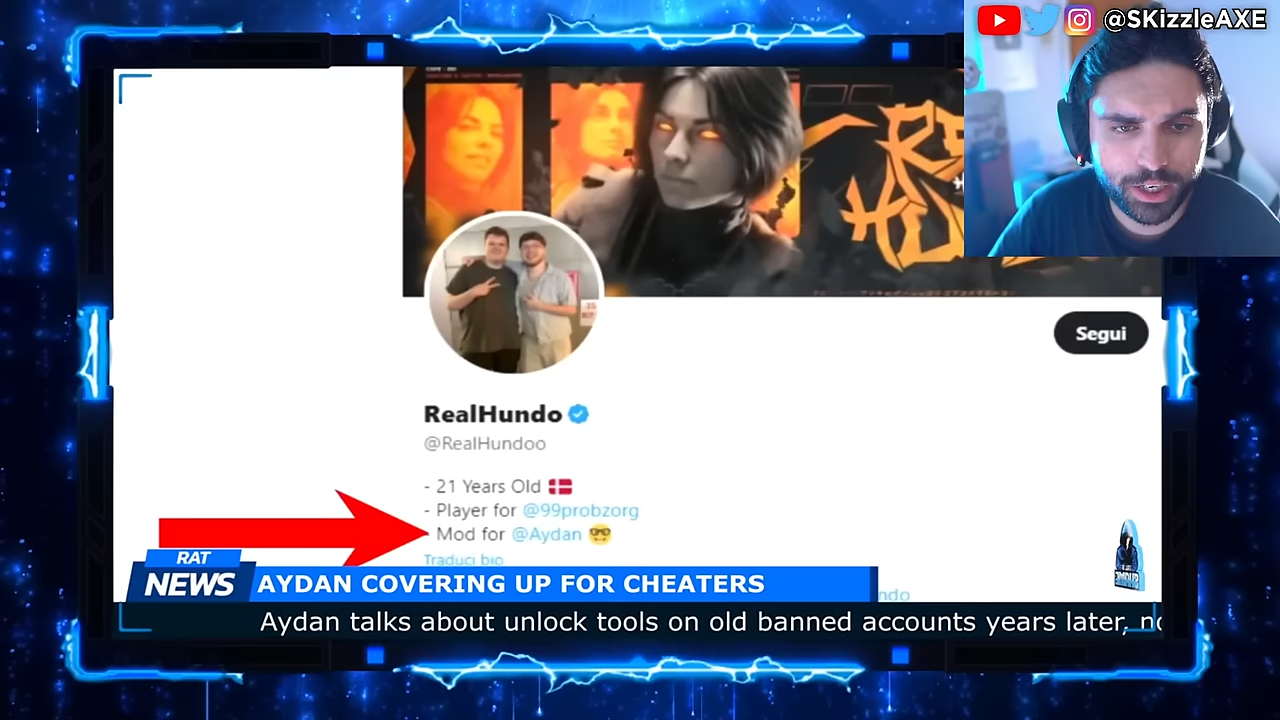 @SKizzleAXE
Segui
RealHundo
@RealHundoo
- 21 Years Old
- Player for @99probzorg
Mod for @Aydan
Traduci bio
ndo
RAT
NEWS
AYDAN COVERING UP FOR CHEATERS
Aydan talks about unlock tools on old banned accounts years later,